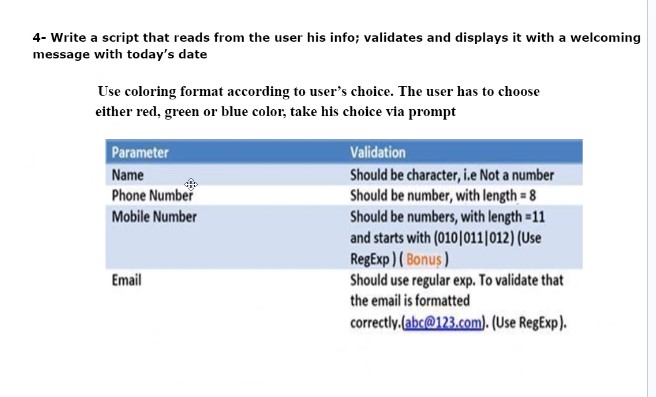 4- Write a script that reads from the user his info; validates and displays it with a welcoming
message with today’s date
Use coloring format according to user’s choice. The user has to choose
either red, green or blue color, take his choice via prompt
Parameter Validation
Name Should be character, i.e Not a number
Phone Number Should be number, with length = 8
Mobile Number Should be numbers, with length =11
and starts with (010|011|012) (Use
RegExp ) ( Bonus )
Email Should use regular exp. To validate that
the email is formatted
correctly.(abc@123.com). (Use RegExp).